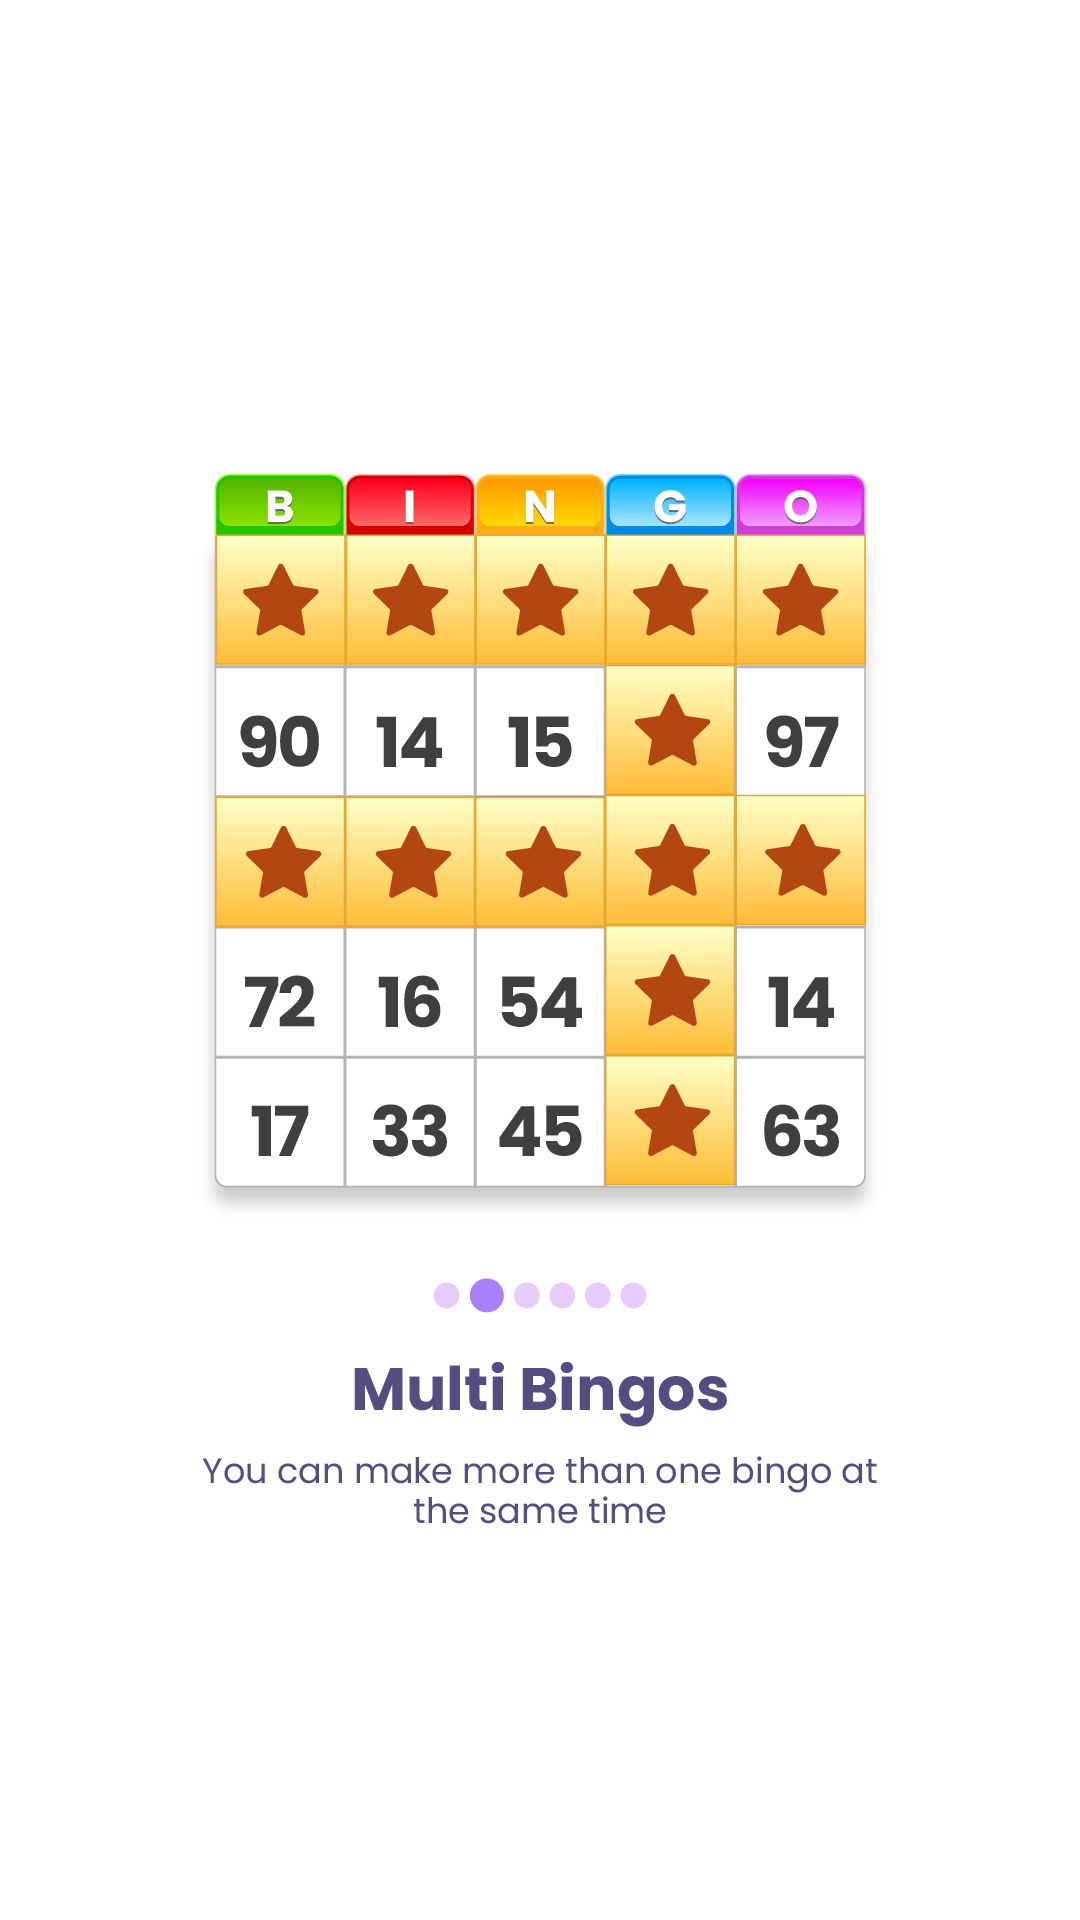 B I N G O
90 14 15 97
72 16 54 14
17 33 45 63
Multi Bingos
You can make more than one bingo at
the same time